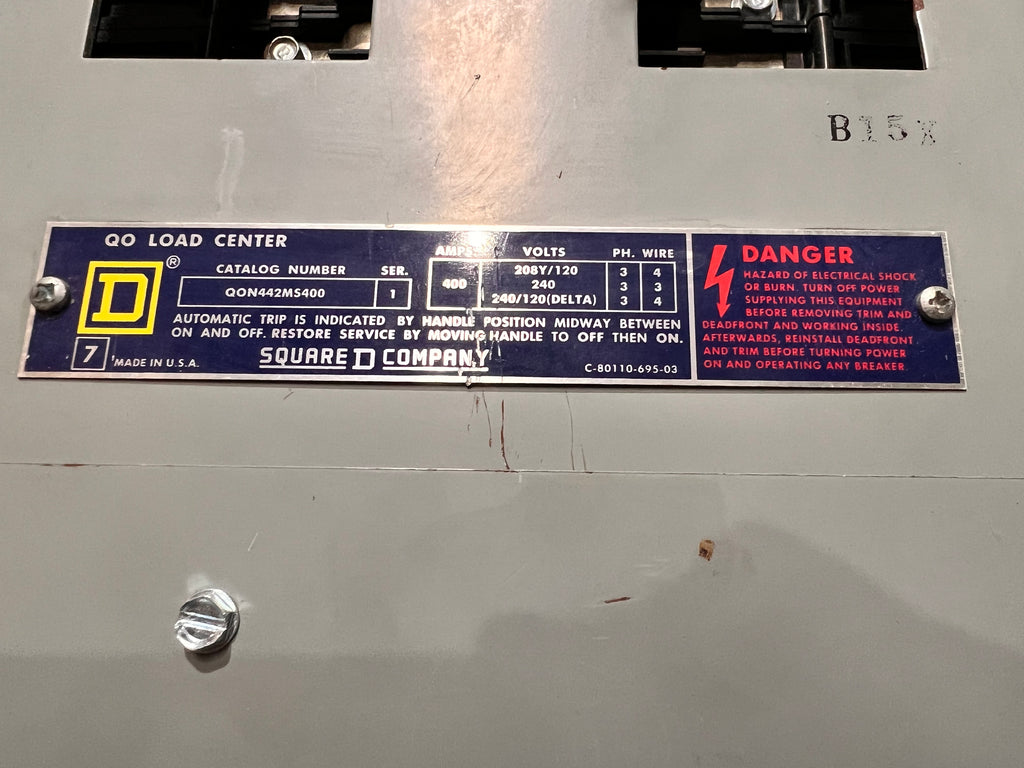 B15X
QO LOAD CENTER
D ®
CATALOG NUMBER SER.
QON442MS400 1
AMPS VOLTS PH. WIRE
400
208Y/120 3 4
240 3 3
240/120(DELTA) 3 4
AUTOMATIC TRIP IS INDICATED BY HANDLE POSITION MIDWAY BETWEEN
ON AND OFF. RESTORE SERVICE BY MOVING HANDLE TO OFF THEN ON.
7 MADE IN U.S.A.
SQUARE D COMPANY
C-80110-695-03
DANGER
HAZARD OF ELECTRICAL SHOCK
OR BURN. TURN OFF POWER
SUPPLYING THIS EQUIPMENT
BEFORE REMOVING TRIM AND
DEADFRONT AND WORKING INSIDE.
AFTERWARDS, REINSTALL DEADFRONT
AND TRIM BEFORE TURNING POWER
ON AND OPERATING ANY BREAKER.